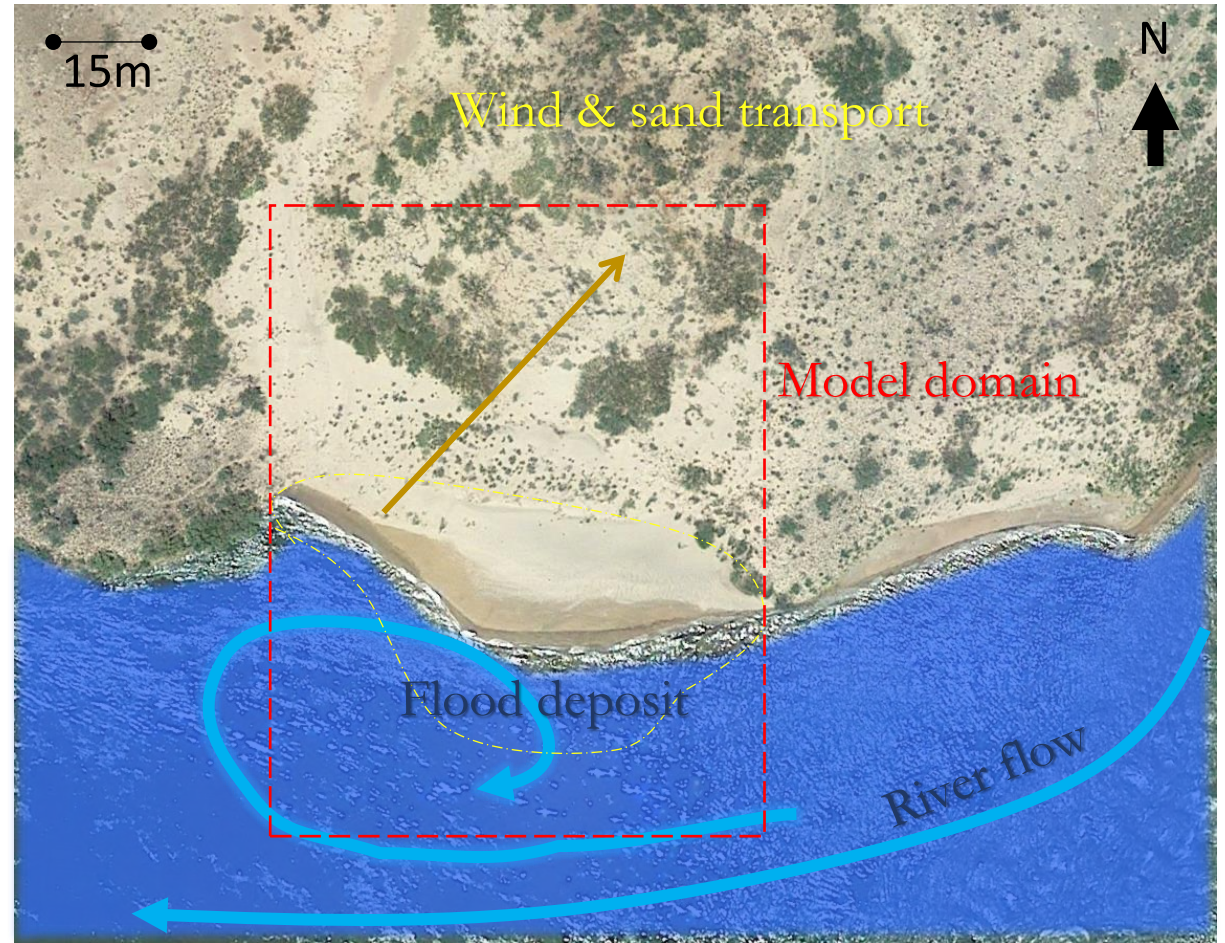 15m
N
Wind & sand transport
Model domain
Flood deposit
River flow